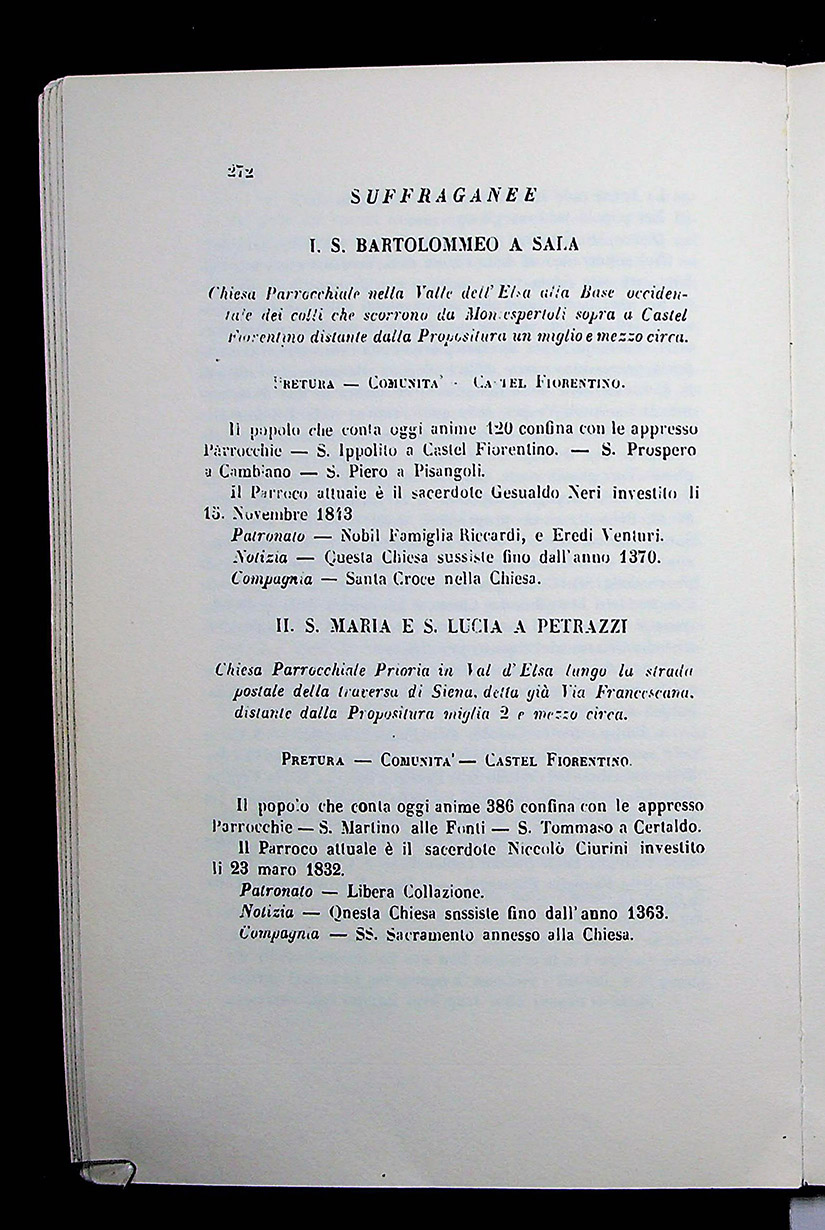 272
SUFFRAGANEE
I. S. BARTOLOMMEO A SALA
Chiesa Parrocchiale nella Valle dell' Elsa alla Base occiden-
tale dei colli che scorrono da Montespertoli sopra a Castel
Fiorentino distante dalla Propositura un miglio e mezzo circa.
PRETURA — COMUNITA' - CASTEL FIORENTINO.
Il popolo che conta oggi anime 120 confina con le appresso
Parrocchie — S. Ippolito a Castel Fiorentino. — S. Prospero
a Cambiano — S. Piero a Pisangoli.
il Parroco attuale è il sacerdote Gesualdo Neri investito li
15. Novembre 1843
Patronato — Nobil Famiglia Riccardi, e Eredi Venturi.
Notizia — Questa Chiesa sussiste fino dall'anno 1370.
Compagnia — Santa Croce nella Chiesa.
II. S. MARIA E S. LUCIA A PETRAZZI
Chiesa Parrocchiale Prioria in Val d'Elsa lungo la strada
postale della traversa di Siena. detta già Via Francescana.
distante dalla Propositura miglia 2 e mezzo circa.
PRETURA — COMUNITA' — CASTEL FIORENTINO.
Il popolo che conta oggi anime 386 confina con le appresso
Parrocchie — S. Martino alle Fonti — S. Tommaso a Certaldo.
Il Parroco attuale è il sacerdote Niccolò Ciurini investito
li 23 maro 1832.
Patronato — Libera Collazione.
Notizia — Qnesta Chiesa snssiste fino dall'anno 1363.
Compagnia — SS. Sacramento annesso alla Chiesa.